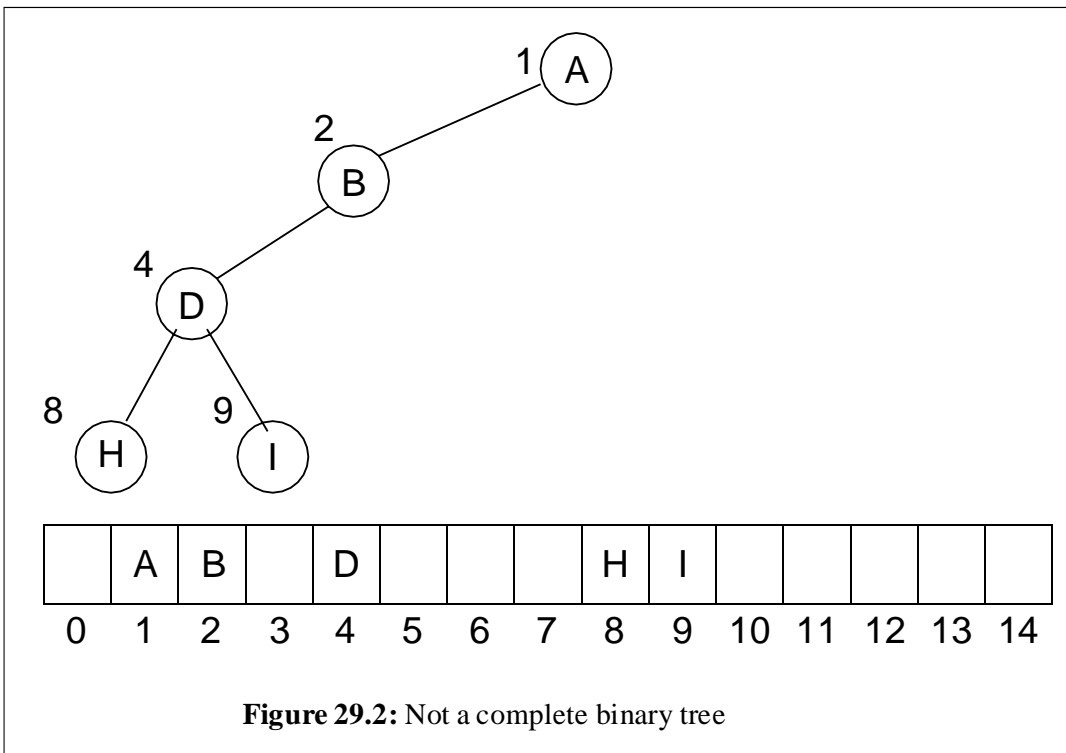 1 A
2
B
4
D
8 9
H I
A B D H I
0 1 2 3 4 5 6 7 8 9 10 11 12 13 14
Figure 29.2: Not a complete binary tree